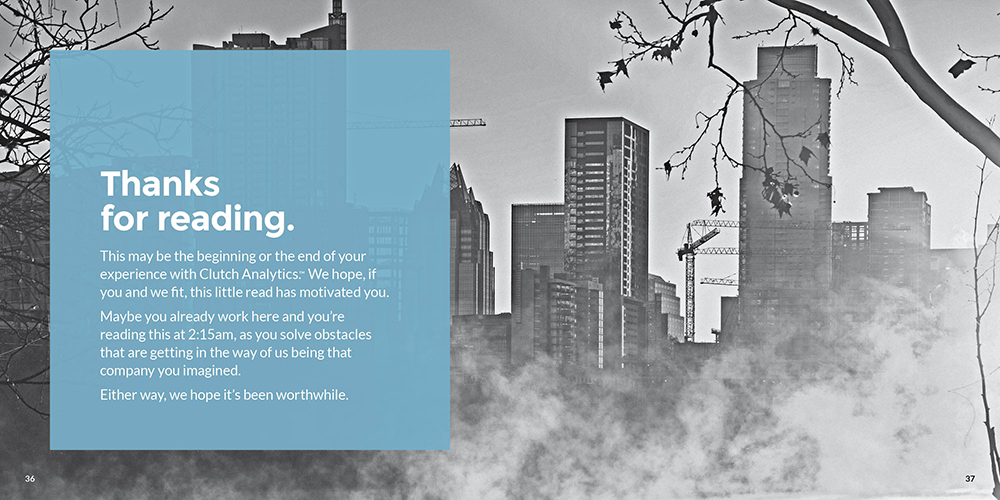 Thanks
for reading.
This may be the beginning or the end of your
experience with Clutch Analytics.™ We hope, if
you and we fit, this little read has motivated you.
Maybe you already work here and you’re
reading this at 2:15am, as you solve obstacles
that are getting in the way of us being that
company you imagined.
Either way, we hope it’s been worthwhile.
36
37